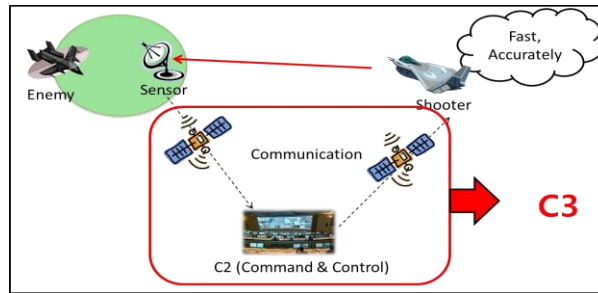 Fast,
Accurately
Enemy
Sensor
Shooter
Communication
C3
C2 (Command & Control)